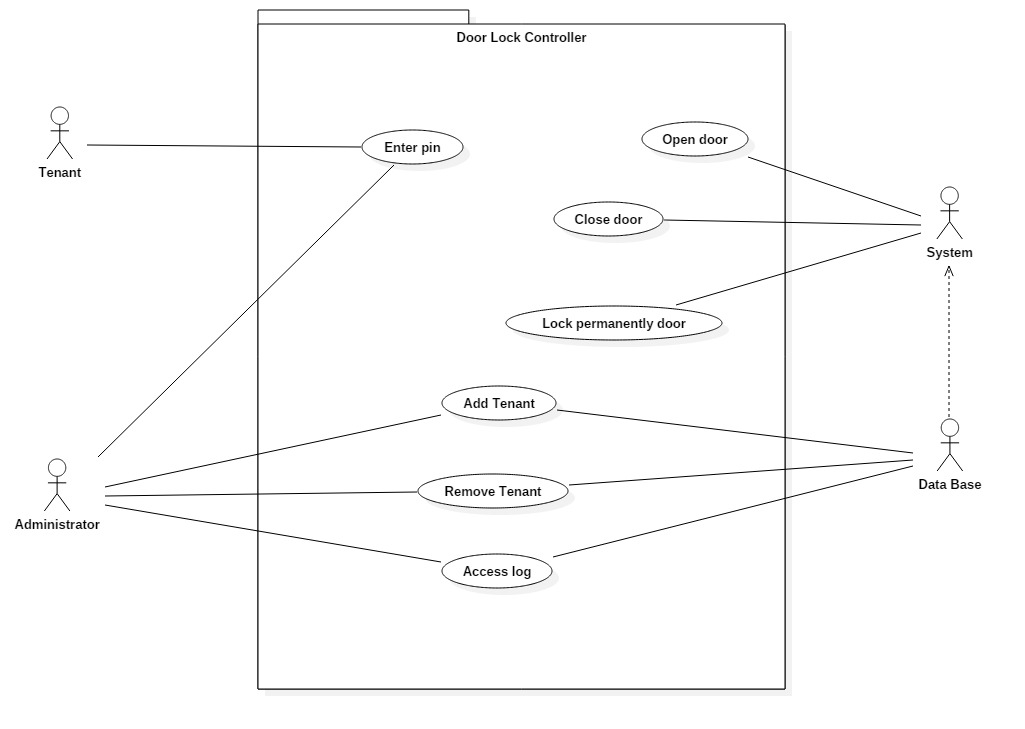 Door Lock Controller
Tenant
Enter pin
Open door
Close door
System
Lock permanently door
Add Tenant
Remove Tenant
Data Base
Administrator
Access log